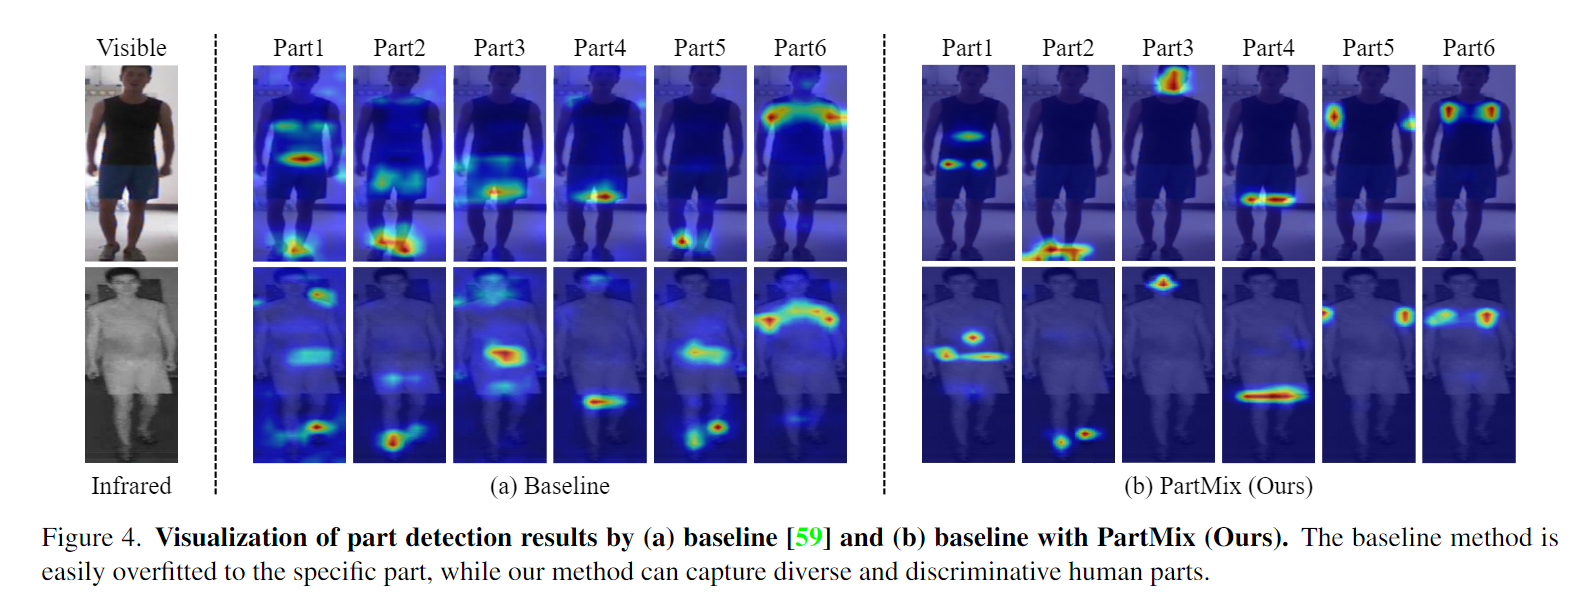 Visible Part1 Part2 Part3 Part4 Part5 Part6 Part1 Part2 Part3 Part4 Part5 Part6
Infrared (a) Baseline (b) PartMix (Ours)
Figure 4. Visualization of part detection results by (a) baseline [59] and (b) baseline with PartMix (Ours). The baseline method is
easily overfitted to the specific part, while our method can capture diverse and discriminative human parts.